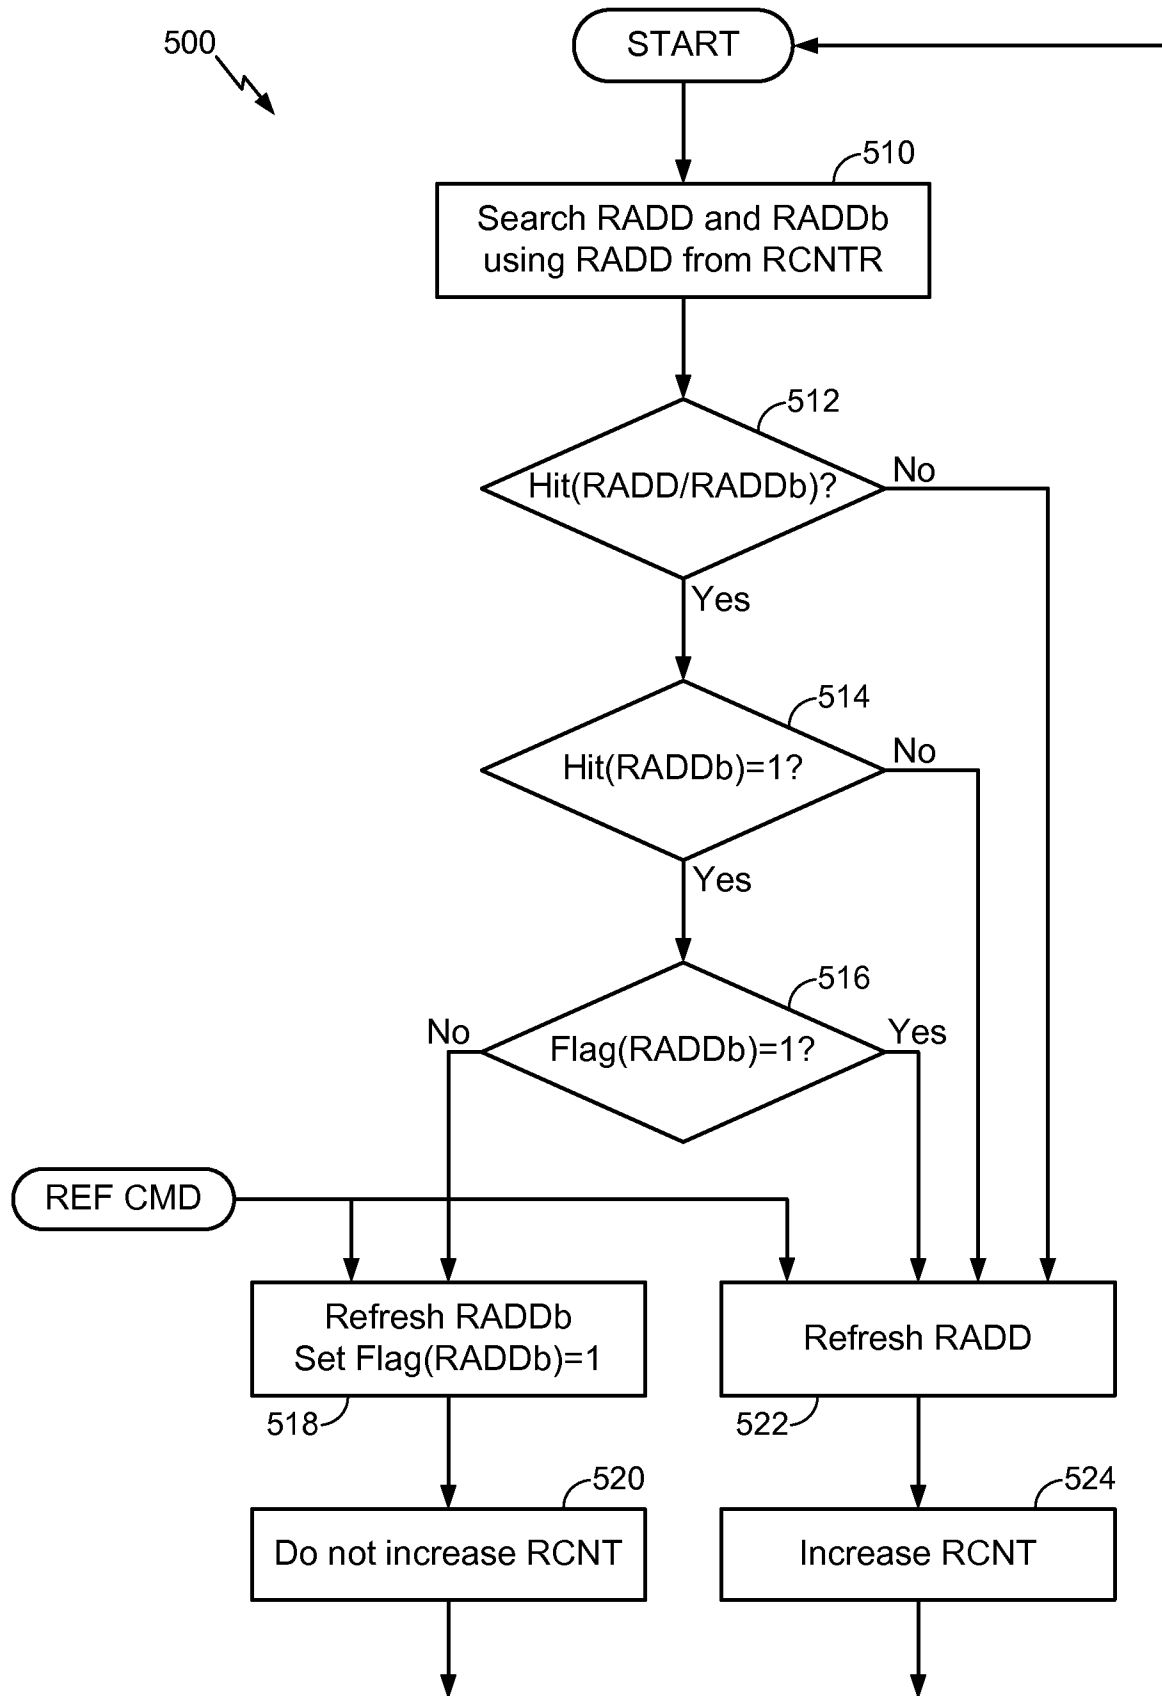 500
START
510
Search RADD and RADDb
using RADD from RCNTR
512
Hit(RADD/RADDb)?
No
Yes
514
Hit(RADDb)=1?
No
Yes
516
No
Flag(RADDb)=1?
Yes
REF CMD
Refresh RADDb
Set Flag(RADDb)=1
518
Refresh RADD
522
520
Do not increase RCNT
524
Increase RCNT